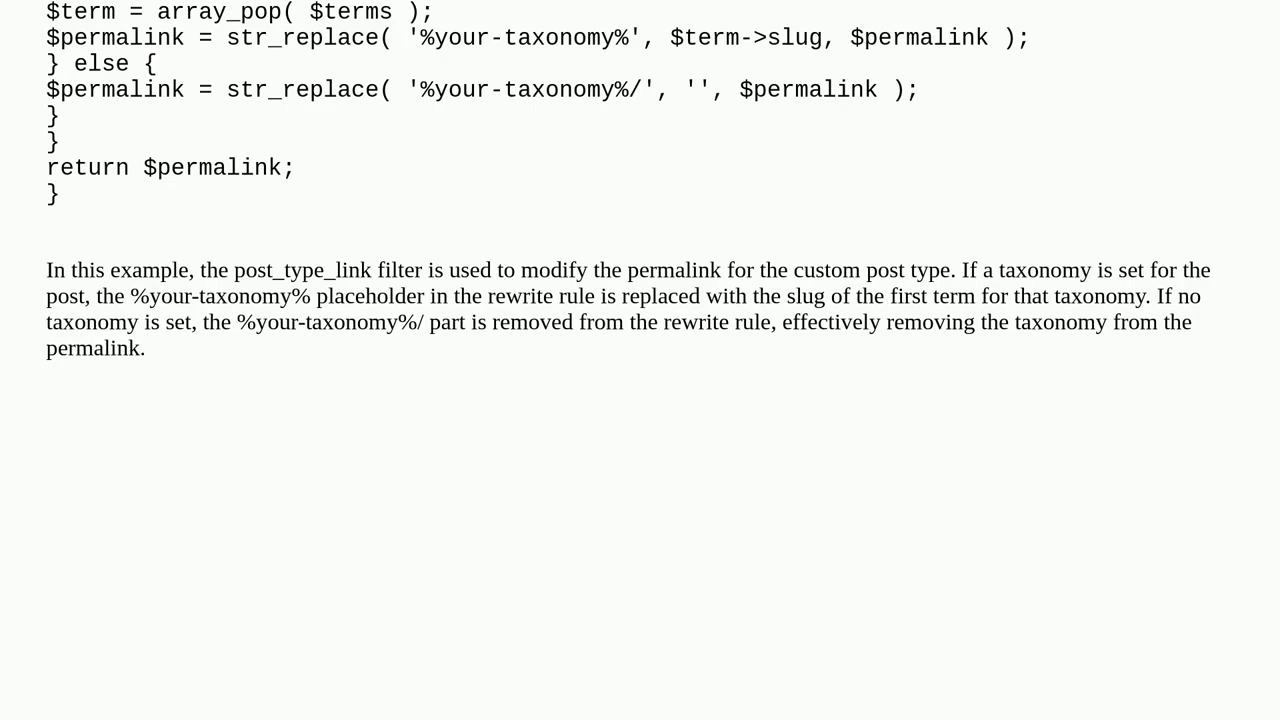 $term = array_pop( $terms );
$permalink = str_replace( '%your-taxonomy%', $term->slug, $permalink );
} else {
$permalink = str_replace( '%your-taxonomy%/', '', $permalink );
}
}
return $permalink;
}
In this example, the post_type_link filter is used to modify the permalink for the custom post type. If a taxonomy is set for the
post, the %your-taxonomy% placeholder in the rewrite rule is replaced with the slug of the first term for that taxonomy. If no
taxonomy is set, the %your-taxonomy%/ part is removed from the rewrite rule, effectively removing the taxonomy from the
permalink.